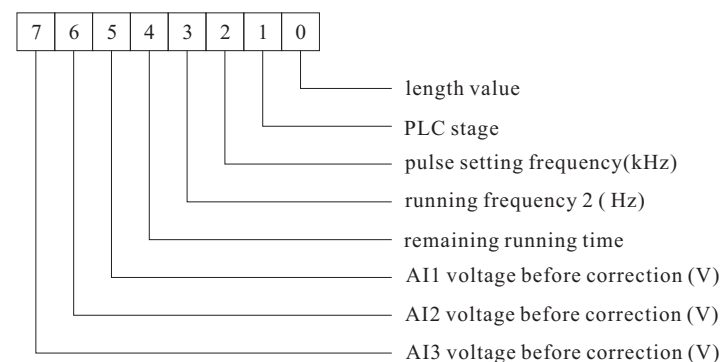 7 6 5 4 3 2 1 0
length value
PLC stage
pulse setting frequency(kHz)
running frequency 2 ( Hz)
remaining running time
AI1 voltage before correction (V)
AI2 voltage before correction (V)
AI3 voltage before correction (V)